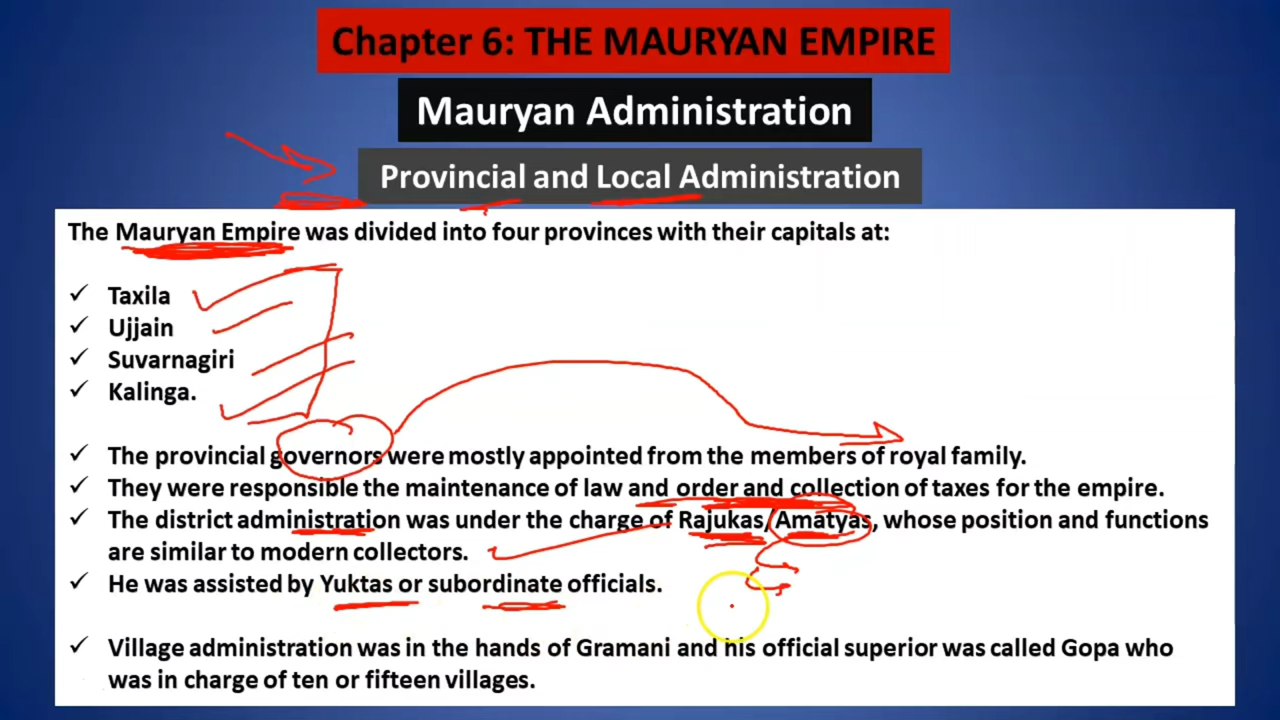 Chapter 6: THE MAURYAN EMPIRE
Mauryan Administration
Provincial and Local Administration
The Mauryan Empire was divided into four provinces with their capitals at:
✓ Taxila
✓ Ujjain
✓ Suvarnagiri
✓ Kalinga.
✓ The provincial governors were mostly appointed from the members of royal family.
✓ They were responsible the maintenance of law and order and collection of taxes for the empire.
✓ The district administration was under the charge of Rajukas/Amatyas, whose position and functions
are similar to modern collectors.
✓ He was assisted by Yuktas or subordinate officials.
✓ Village administration was in the hands of Gramani and his official superior was called Gopa who
was in charge of ten or fifteen villages.